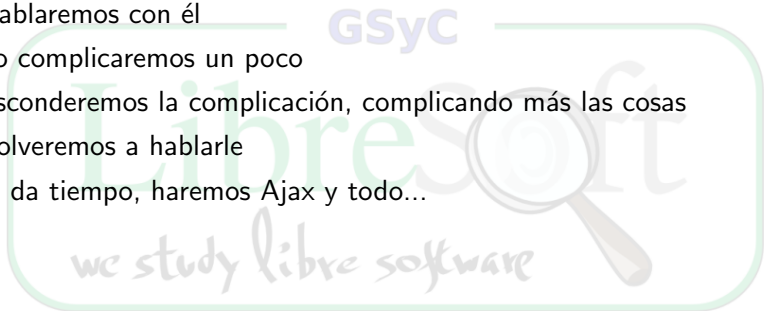 GSyC
ablaremos con él
o complicaremos un poco
sconderemos la complicación, complicando más las cosas
olveremos a hablarle
da tiempo, haremos Ajax y todo...
LibreSoft
we study libre software